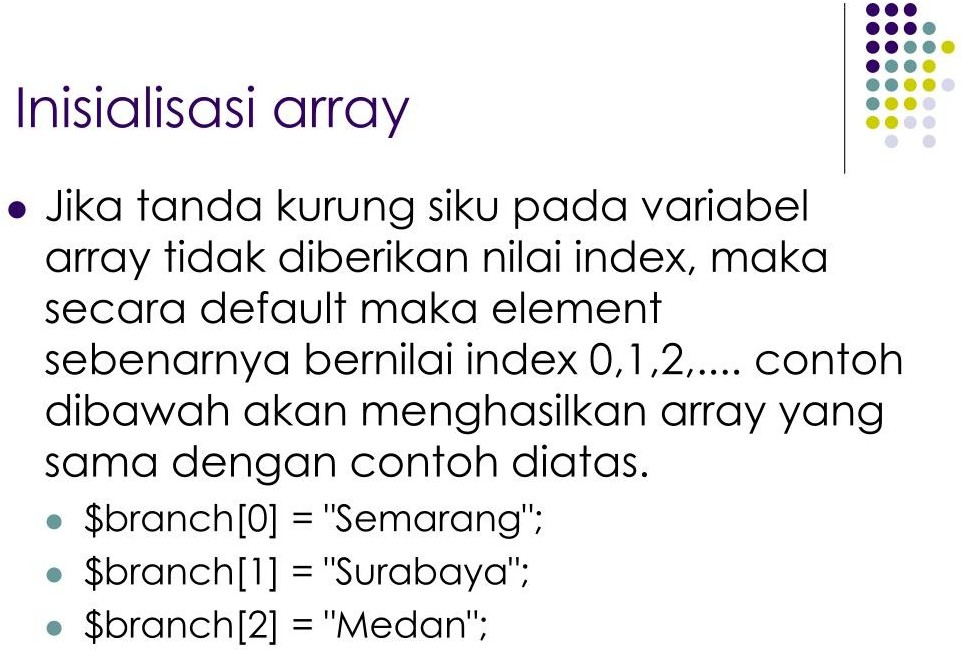 Inisialisasi array
Jika tanda kurung siku pada variabel
array tidak diberikan nilai index, maka
secara default maka element
sebenarnya bernilai index 0,1,2,.... contoh
dibawah akan menghasilkan array yang
sama dengan contoh diatas.
$branch[0] = "Semarang";
$branch[1] = "Surabaya";
$branch[2] = "Medan";